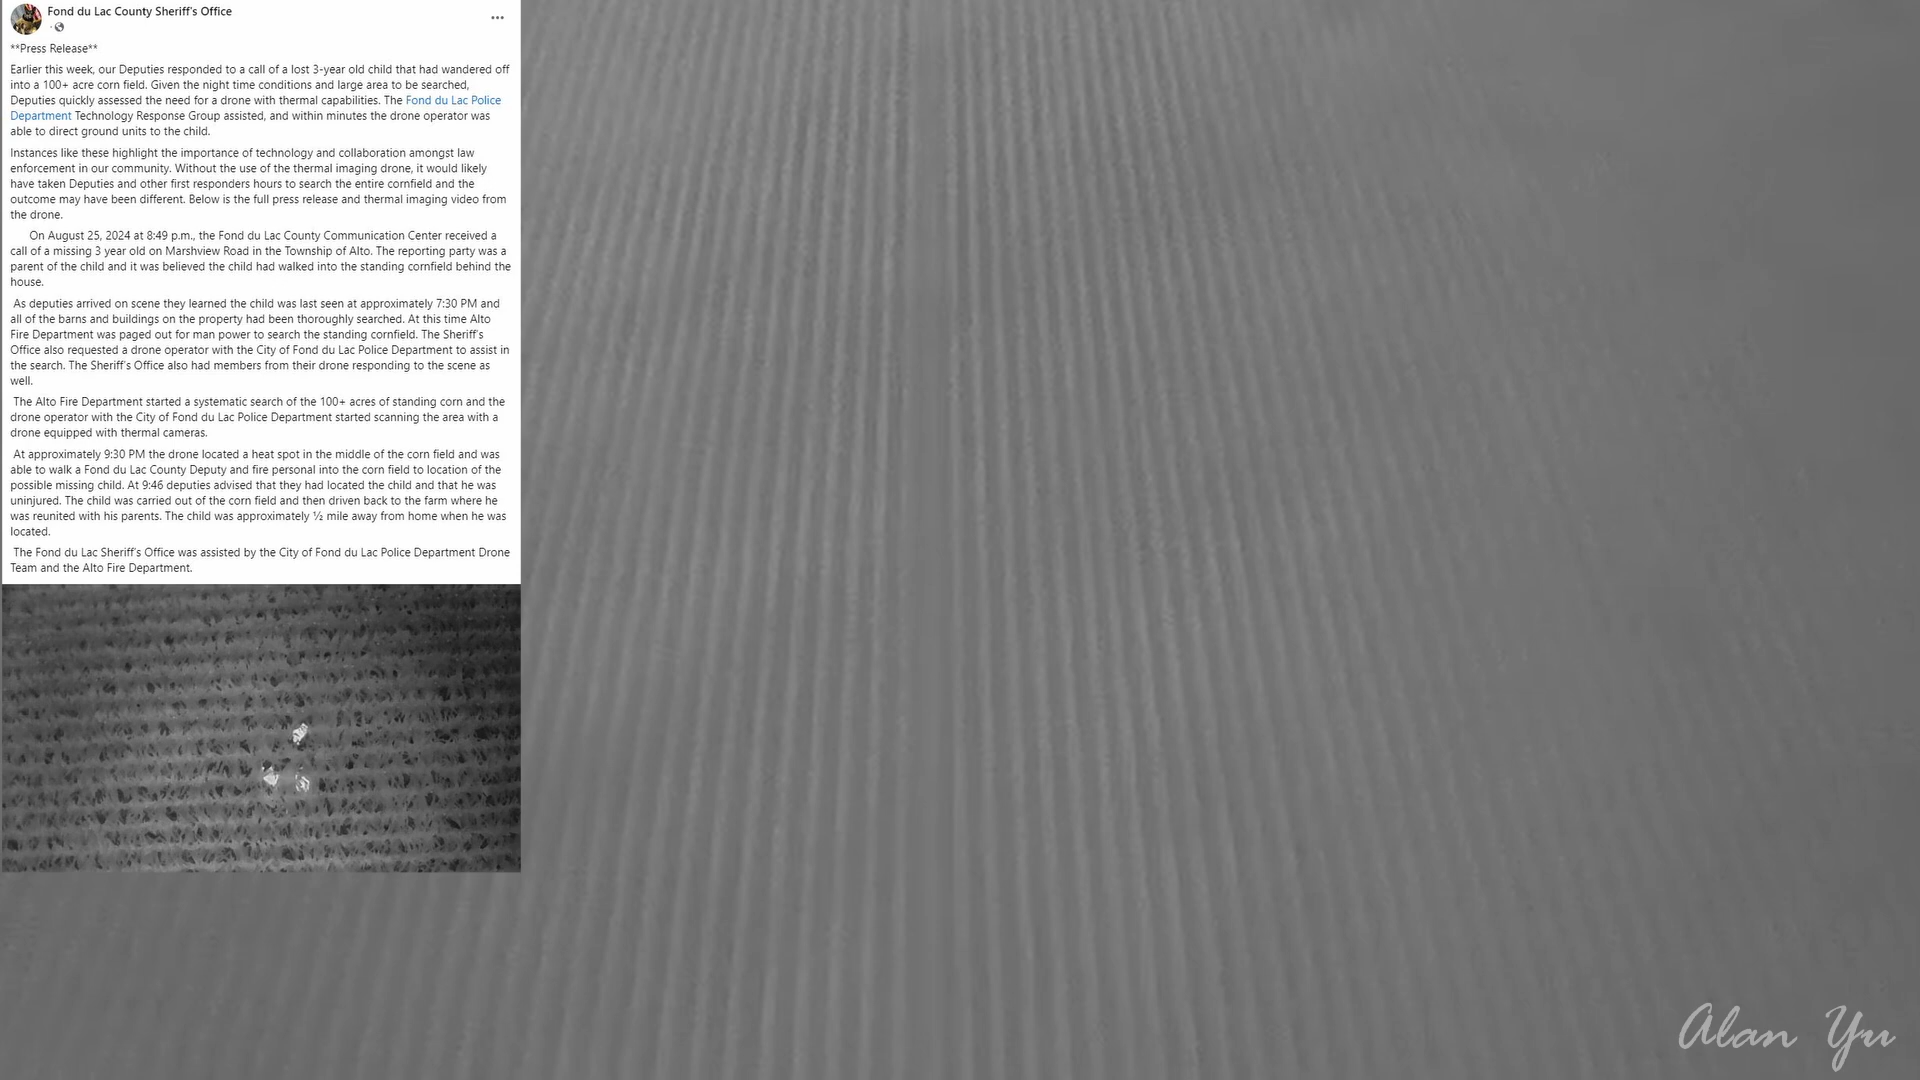 Fond du Lac County Sheriff's Office
**Press Release**
Earlier this week, our Deputies responded to a call of a lost 3-year old child that had wandered off
into a 100+ acre corn field. Given the night time conditions and large area to be searched,
Deputies quickly assessed the need for a drone with thermal capabilities. The Fond du Lac Police
Department Technology Response Group assisted, and within minutes the drone operator was
able to direct ground units to the child.
Instances like these highlight the importance of technology and collaboration amongst law
enforcement in our community. Without the use of the thermal imaging drone, it would likely
have taken Deputies and other first responders hours to search the entire cornfield and the
outcome may have been different. Below is the full press release and thermal imaging video from
the drone.
On August 25, 2024 at 8:49 p.m., the Fond du Lac County Communication Center received a
call of a missing 3 year old on Marshview Road in the Township of Alto. The reporting party was a
parent of the child and it was believed the child had walked into the standing cornfield behind the
house.
As deputies arrived on scene they learned the child was last seen at approximately 7:30 PM and
all of the barns and buildings on the property had been thoroughly searched. At this time Alto
Fire Department was paged out for man power to search the standing cornfield. The Sheriff's
Office also requested a drone operator with the City of Fond du Lac Police Department to assist in
the search. The Sheriff's Office also had members from their drone responding to the scene as
well.
The Alto Fire Department started a systematic search of the 100+ acres of standing corn and the
drone operator with the City of Fond du Lac Police Department started scanning the area with a
drone equipped with thermal cameras.
At approximately 9:30 PM the drone located a heat spot in the middle of the corn field and was
able to walk a Fond du Lac County Deputy and fire personal into the corn field to location of the
possible missing child. At 9:46 deputies advised that they had located the child and that he was
uninjured. The child was carried out of the corn field and then driven back to the farm where he
was reunited with his parents. The child was approximately ½ mile away from home when he was
located.
The Fond du Lac Sheriff's Office was assisted by the City of Fond du Lac Police Department Drone
Team and the Alto Fire Department.
Alan Yu